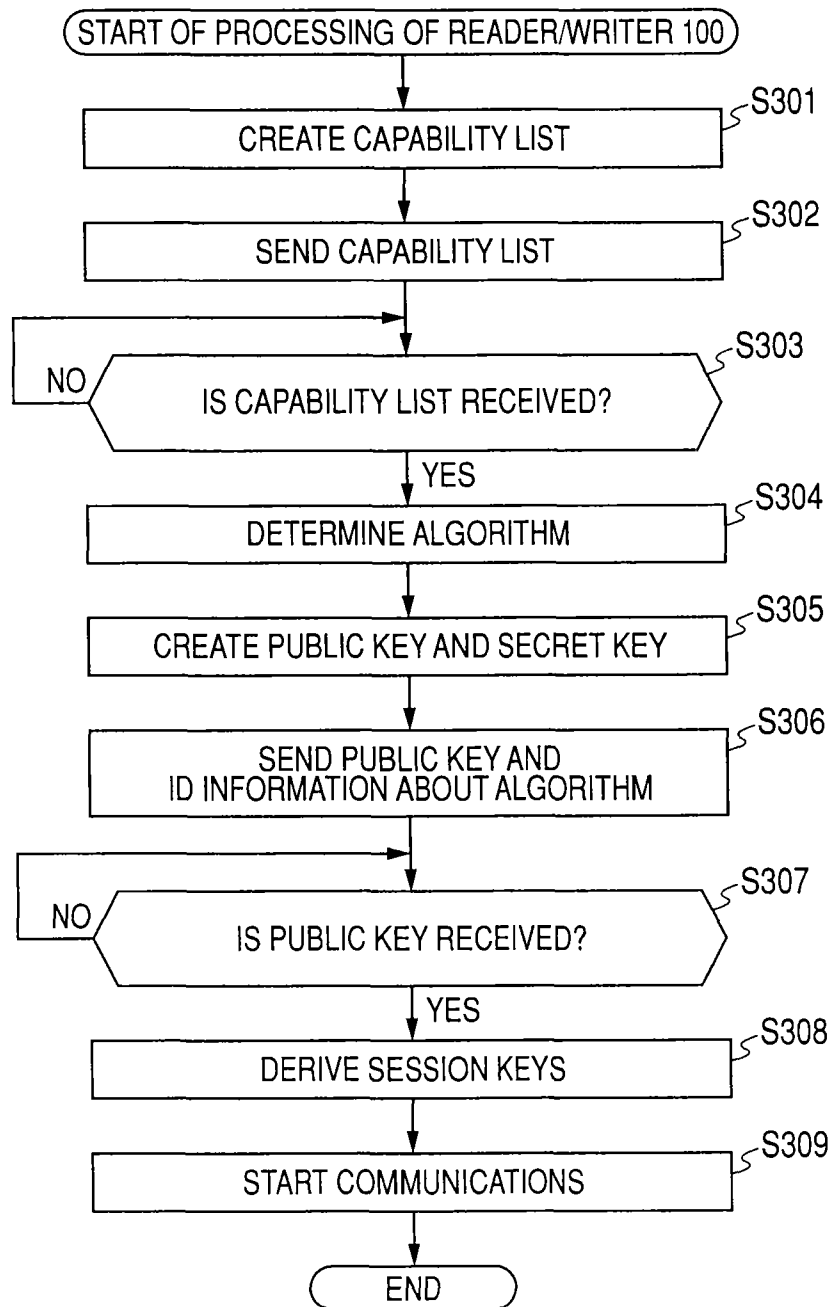 START OF PROCESSING OF READER/WRITER 100
S301
CREATE CAPABILITY LIST
S302
SEND CAPABILITY LIST
S303
NO
IS CAPABILITY LIST RECEIVED?
YES
S304
DETERMINE ALGORITHM
S305
CREATE PUBLIC KEY AND SECRET KEY
S306
SEND PUBLIC KEY AND
ID INFORMATION ABOUT ALGORITHM
S307
NO
IS PUBLIC KEY RECEIVED?
YES
S308
DERIVE SESSION KEYS
S309
START COMMUNICATIONS
END